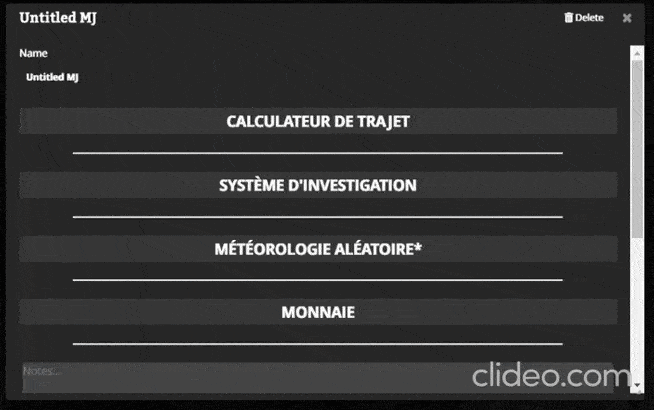 Untitled MJ
Delete
Name
Untitled MJ
CALCULATEUR DE TRAJET
SYSTÈME D'INVESTIGATION
MÉTÉOROLOGIE ALÉATOIRE*
MONNAIE
Notes...
clideo.com